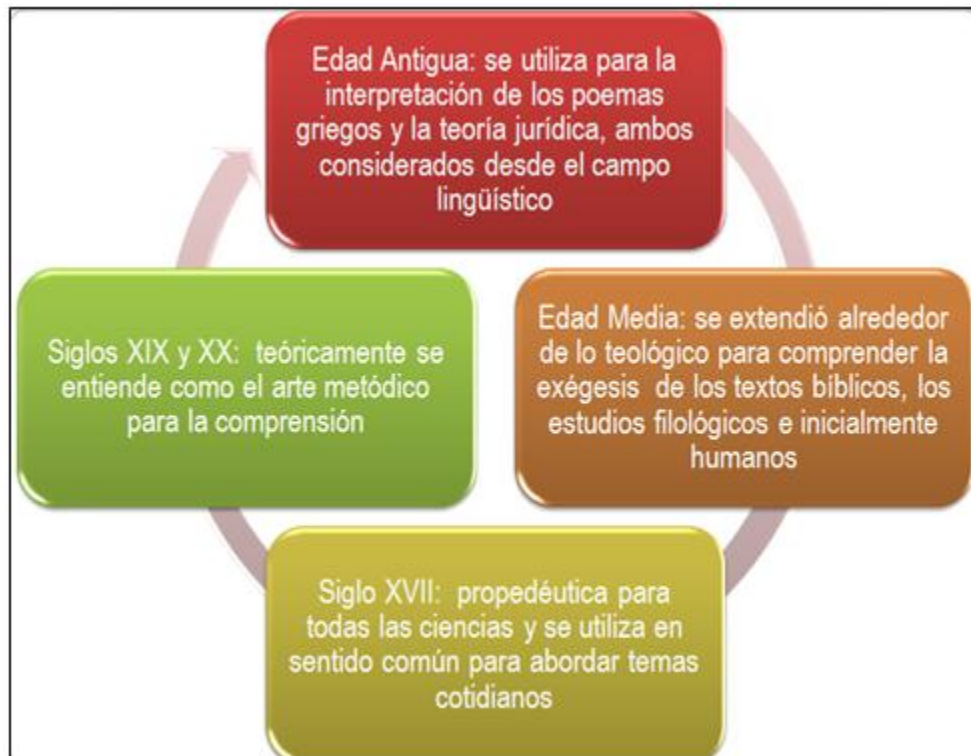 Edad Antigua: se utiliza para la
interpretación de los poemas
griegos y la teoría jurídica, ambos
considerados desde el campo
lingüístico
Edad Media: se extendió alrededor
de lo teológico para comprender la
exégesis de los textos bíblicos, los
estudios filológicos e inicialmente
humanos
Siglo XVII: propedéutica para
todas las ciencias y se utiliza en
sentido común para abordar temas
cotidianos
Siglos XIX y XX: teóricamente se
entiende como el arte metódico
para la comprensión